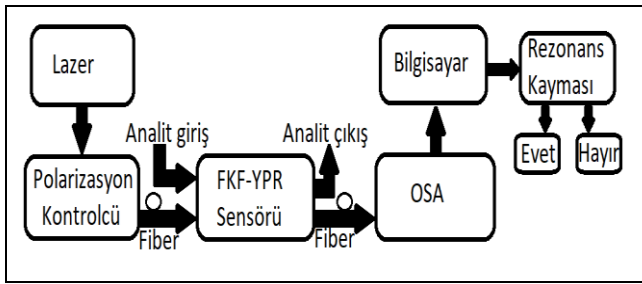 Lazer
Polarizasyon
Kontrolcü
Fiber
Analit giriş
FKF-YPR
Sensörü
Analit çıkış
Fiber
OSA
Bilgisayar
Rezonans
Kayması
Evet
Hayır